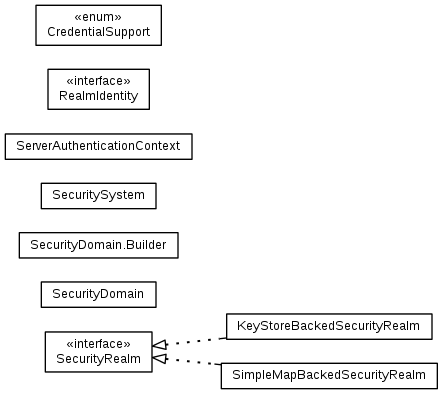 «enum»
CredentialSupport
«interface»
RealmIdentity
ServerAuthenticationContext
SecuritySystem
SecurityDomain.Builder
SecurityDomain
«interface»
SecurityRealm
KeyStoreBackedSecurityRealm
SimpleMapBackedSecurityRealm